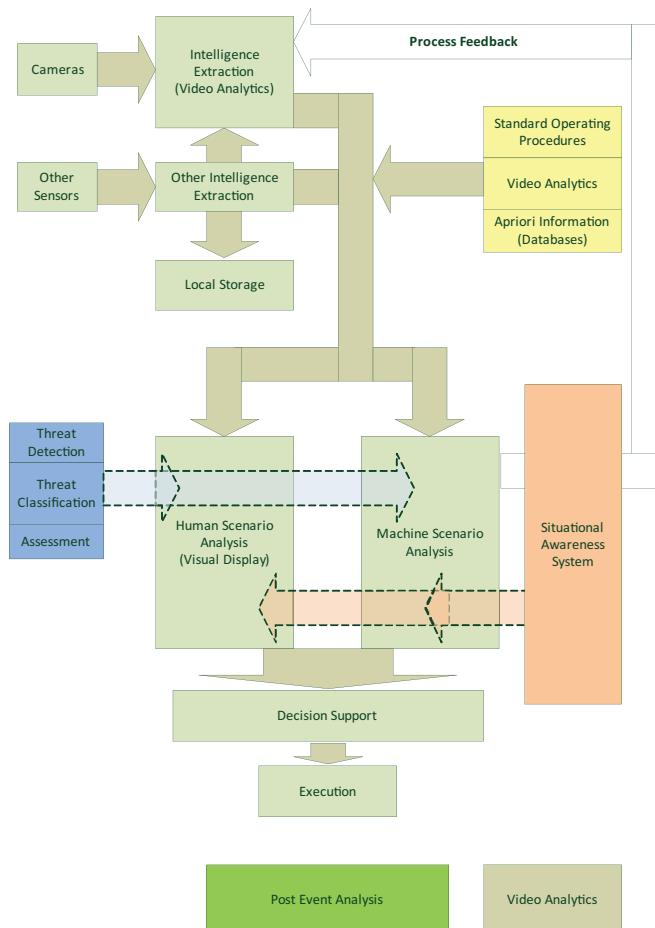 Process Feedback
Intelligence
Extraction
(Video Analytics)
Cameras
Standard Operating
Procedures
Video Analytics
Apriori Information
(Databases)
Other
Sensors
Other Intelligence
Extraction
Local Storage
Threat
Detection
Threat
Classification
Assessment
Human Scenario
Analysis
(Visual Display)
Machine Scenario
Analysis
Situational
Awareness
System
Decision Support
Execution
Post Event Analysis
Video Analytics